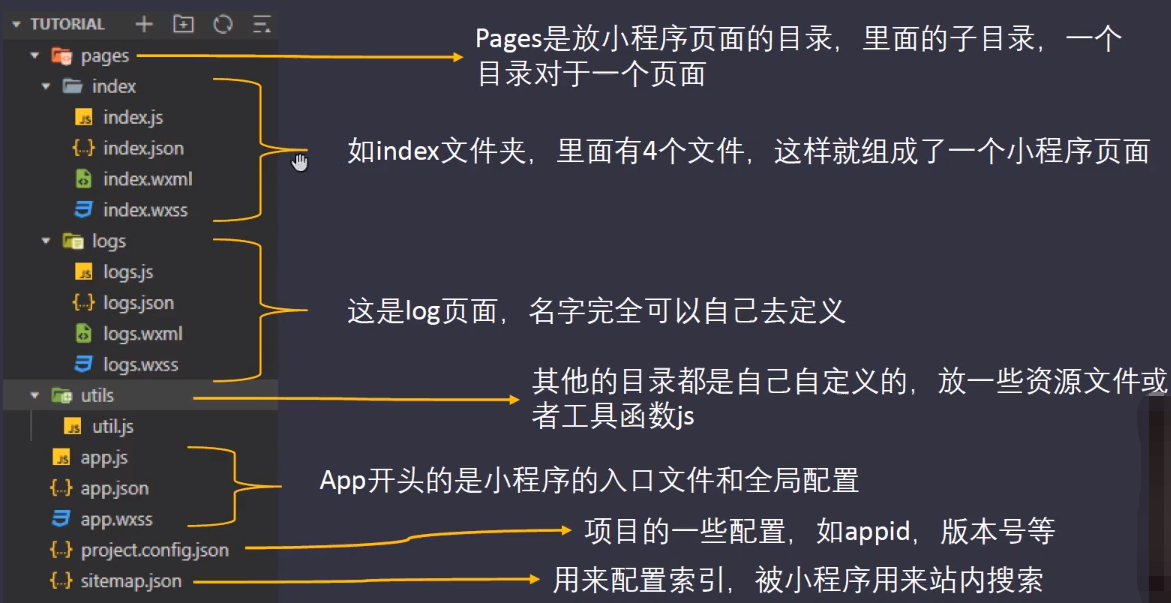 TUTORIAL
pages
Pages是放小程序页面的目录，里面的子目录，一个
目录对于一个页面
index
index.js
index.json
如index文件夹，里面有4个文件，这样就组成了一个小程序页面
index.wxml
index.wxss
logs
logs.js
logs.json
这是log页面，名字完全可以自己去定义
logs.wxml
logs.wxss
utils
其他的目录都是自己自定义的，放一些资源文件或
者工具函数js
util.js
app.js
app.json
App开头的是小程序的入口文件和全局配置
app.wxss
project.config.json
项目的一些配置，如appid，版本号等
sitemap.json
用来配置索引，被小程序用来站内搜索